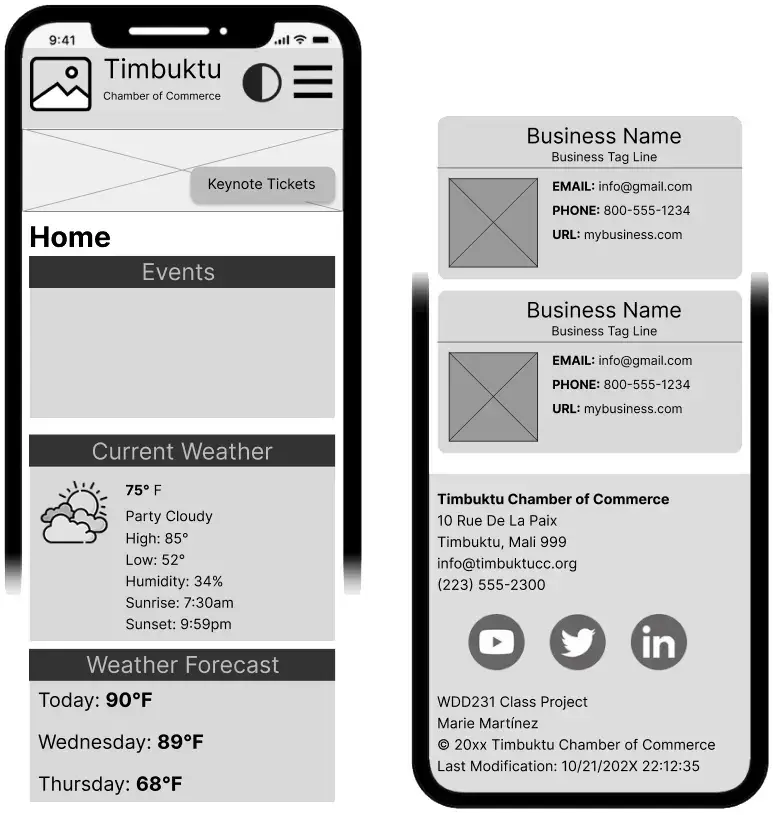 9:41
Timbuktu
Chamber of Commerce
Keynote Tickets
Home
Events
Current Weather
75° F
Party Cloudy
High: 85°
Low: 52°
Humidity: 34%
Sunrise: 7:30am
Sunset: 9:59pm
Weather Forecast
Today: 90°F
Wednesday: 89°F
Thursday: 68°F
Business Name
Business Tag Line
EMAIL: info@gmail.com
PHONE: 800-555-1234
URL: mybusiness.com
Business Name
Business Tag Line
EMAIL: info@gmail.com
PHONE: 800-555-1234
URL: mybusiness.com
Timbuktu Chamber of Commerce
10 Rue De La Paix
Timbuktu, Mali 999
info@timbuktucc.org
(223) 555-2300
in
WDD231 Class Project
Marie Martínez
© 20xx Timbuktu Chamber of Commerce
Last Modification: 10/21/202X 22:12:35